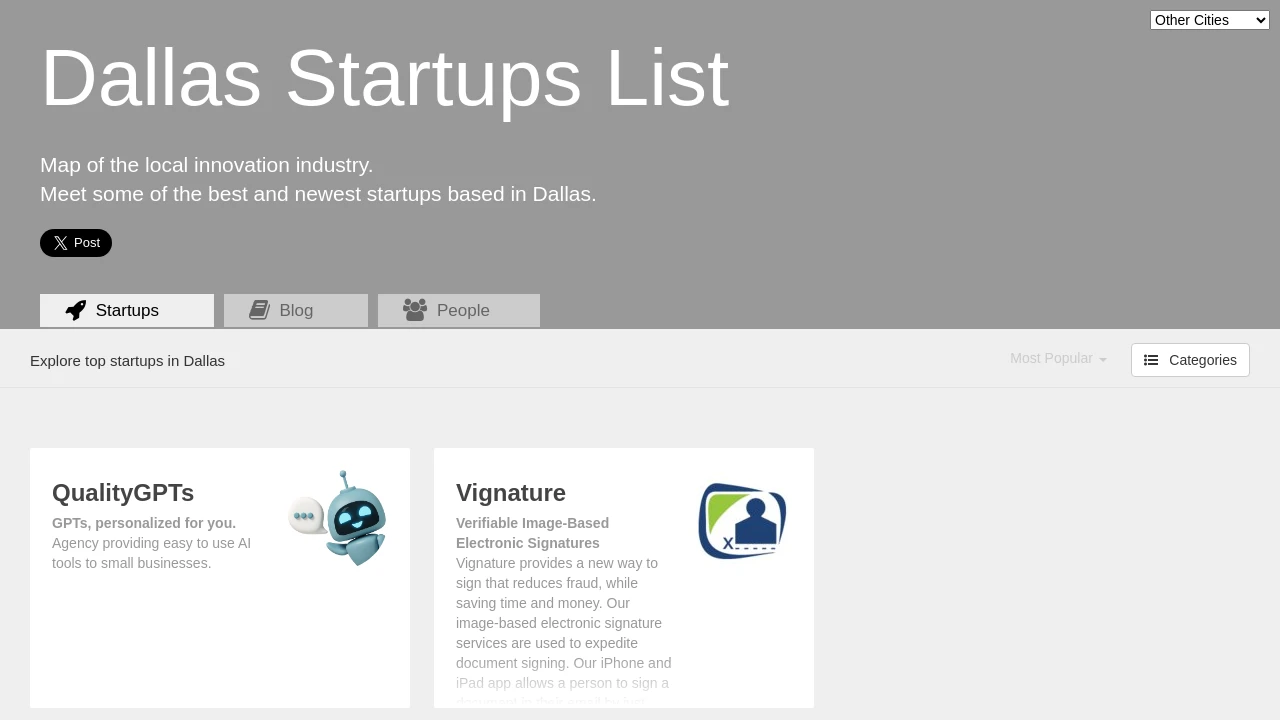 Other Cities
Dallas Startups List
Map of the local innovation industry.
Meet some of the best and newest startups based in Dallas.
Post
Startups
Blog
People
Explore top startups in Dallas
Most Popular
Categories
QualityGPTs
GPTs, personalized for you.
Agency providing easy to use AI
tools to small businesses.
Vignature
Verifiable Image-Based
Electronic Signatures
Vignature provides a new way to
sign that reduces fraud, while
saving time and money. Our
image-based electronic signature
services are used to expedite
document signing. Our iPhone and
iPad app allows a person to sign a